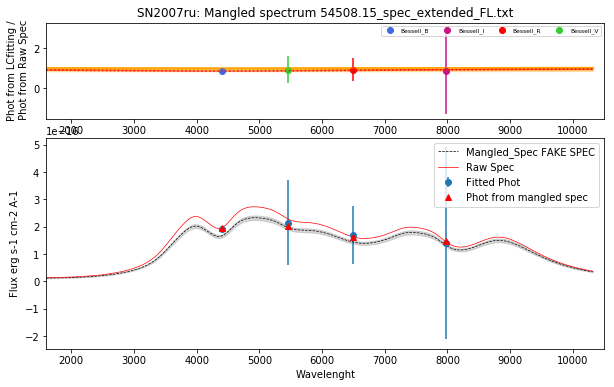 SN2007ru: Mangled spectrum 54508.15_spec_extended_FL.txt
Phot from LCfitting /
Phot from Raw Spec
2
0
Bessell_B Bessell_I Bessell_R Bessell_V
2000 3000 4000 5000 6000 7000 8000 9000 10000
1e−16
Flux erg s-1 cm-2 A-1
5
4
3
2
1
0
−1
−2
Mangled_Spec FAKE SPEC
Raw Spec
Fitted Phot
Phot from mangled spec
2000 3000 4000 5000 6000 7000 8000 9000 10000
Wavelenght